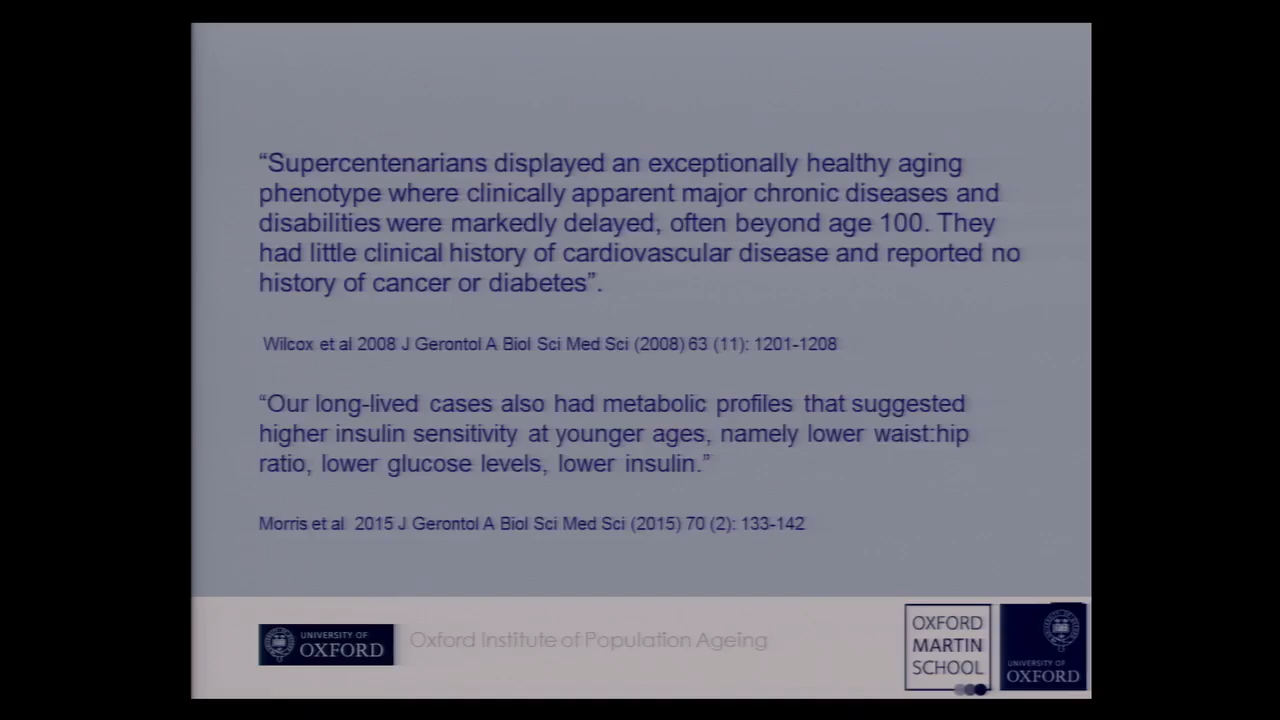 “Supercentenarians displayed an exceptionally healthy aging
phenotype where clinically apparent major chronic diseases and
disabilities were markedly delayed, often beyond age 100. They
had little clinical history of cardiovascular disease and reported no
history of cancer or diabetes”.
Wilcox et al 2008 J Gerontol A Biol Sci Med Sci (2008) 63 (11): 1201-1208
“Our long-lived cases also had metabolic profiles that suggested
higher insulin sensitivity at younger ages, namely lower waist:hip
ratio, lower glucose levels, lower insulin.”
Morris et al 2015 J Gerontol A Biol Sci Med Sci (2015) 70 (2): 133-142
UNIVERSITY OF
OXFORD
Oxford Institute of Population Ageing
OXFORD
MARTIN
SCHOOL
UNIVERSITY OF
OXFORD